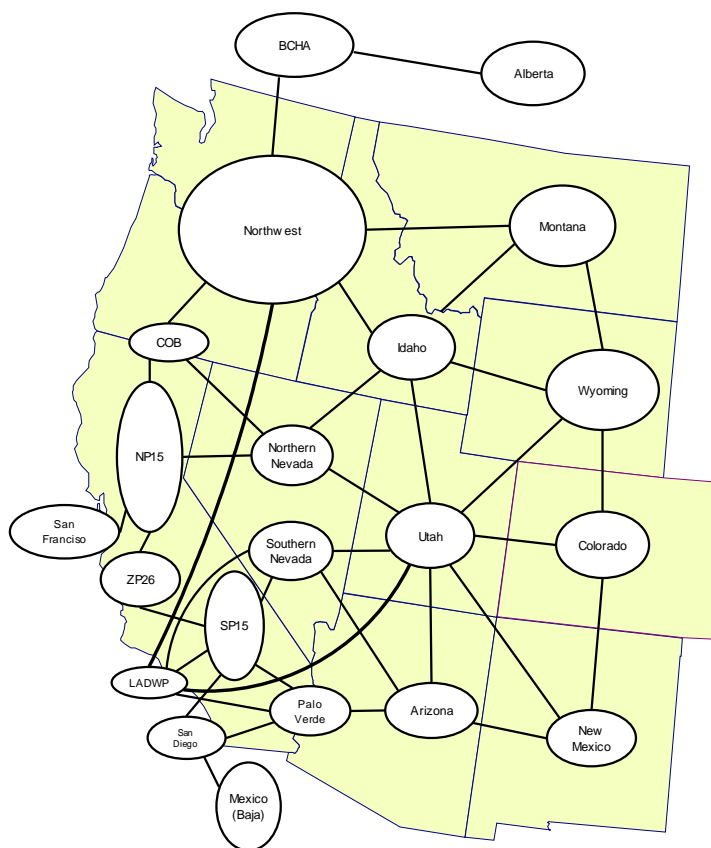 BCHA
Alberta
Northwest
Montana
COB
Idaho
Wyoming
NP15
Northern
Nevada
San
Franciso
ZP26
Southern
Nevada
Utah
Colorado
SP15
LADWP
Palo
Verde
Arizona
San
Diego
New
Mexico
Mexico
(Baja)